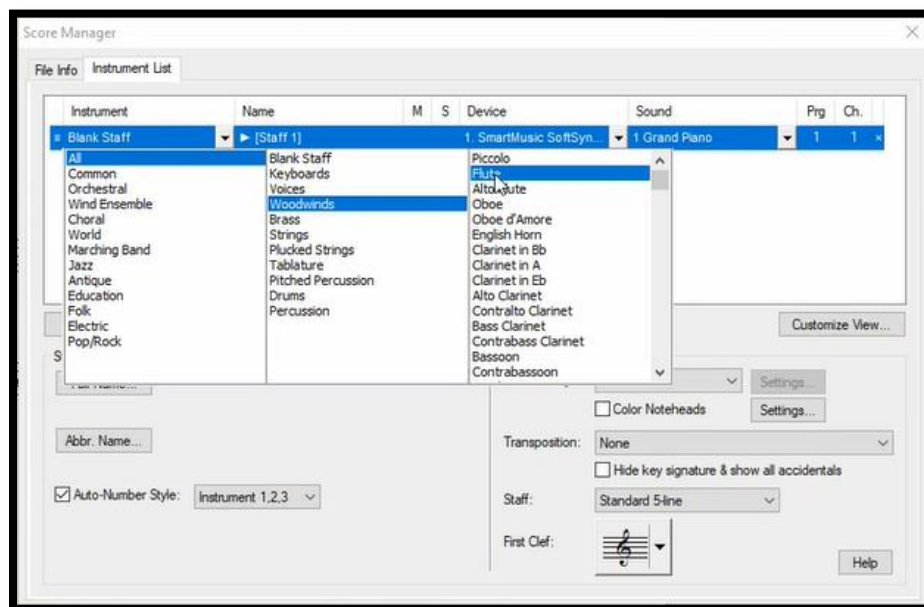 Score Manager
File Info Instrument List
Instrument Name M S Device Sound Prg Ch.
Blank Staff [Staff 1] 1. SmartMusic SoftSyn... 1 Grand Piano 1 1
All Blank Staff Piccolo
Common Keyboards Flute
Orchestral Voices Alto Flute
Wind Ensemble Woodwinds Oboe
Choral Brass Oboe d'Amore
World Strings English Horn
Marching Band Plucked Strings Clarinet in Bb
Jazz Tablature Clarinet in A
Antique Pitched Percussion Clarinet in Eb
Education Drums Alto Clarinet
Folk Percussion Contralto Clarinet
Electric Bass Clarinet
Pop/Rock Contrabass Clarinet
Bassoon
Contrabassoon
Customize View...
S
Settings...
Color Noteheads Settings...
Abbr. Name... Transposition: None
Hide key signature & show all accidentals
Auto-Number Style: Instrument 1,2,3 Staff: Standard 5-line
First Clef:
Help